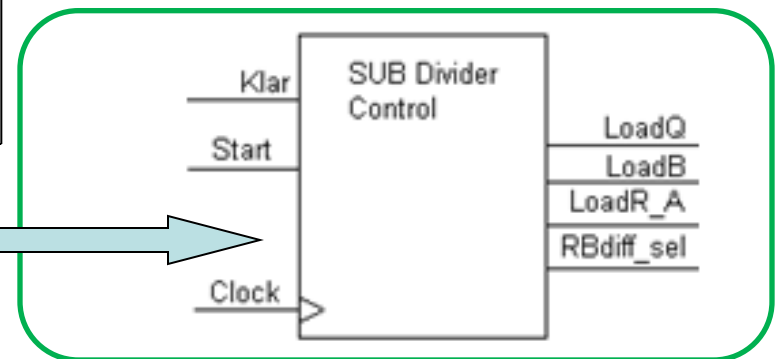 Klar
Start
Clock
SUB Divider
Control
LoadQ
LoadB
LoadR_A
RBdiff_sel